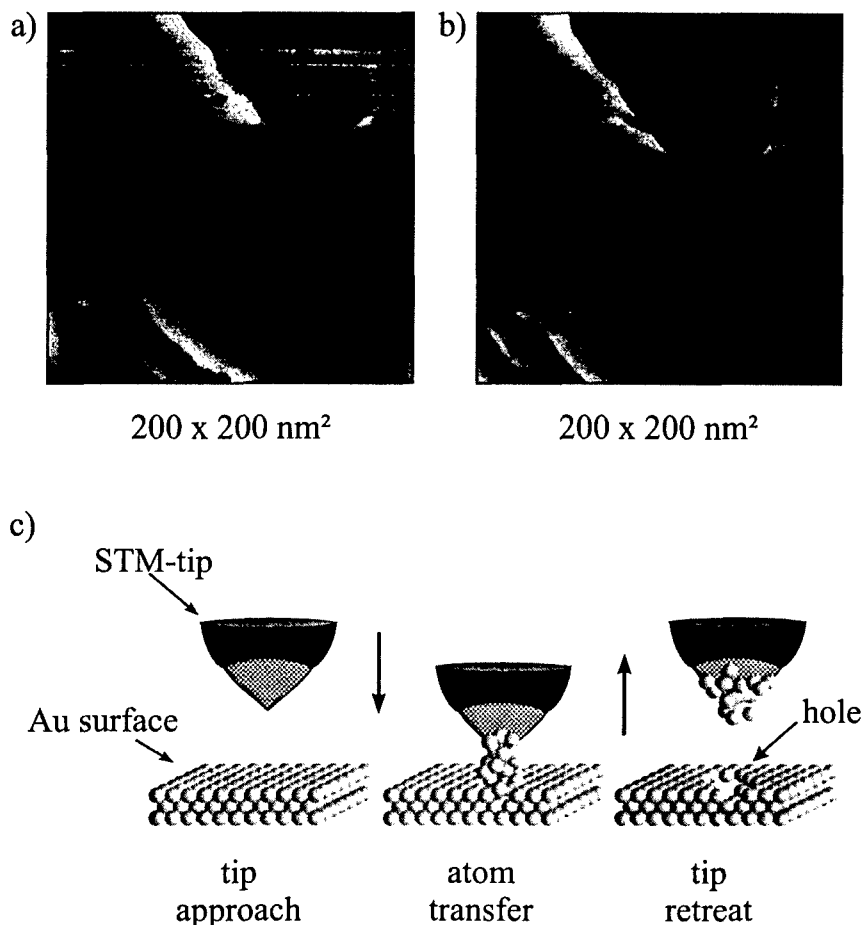 a)
b)
200 x 200 nm²
200 x 200 nm²
c)
STM-tip
Au surface
hole
tip
approach
atom
transfer
tip
retreat